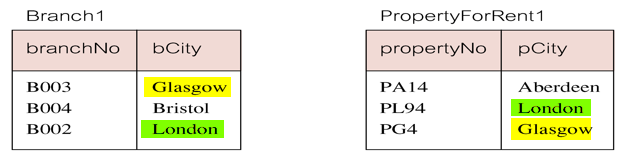 Branch1
branchNo bCity
B003 Glasgow
B004 Bristol
B002 London
PropertyForRent1
propertyNo pCity
PA14 Aberdeen
PL94 London
PG4 Glasgow